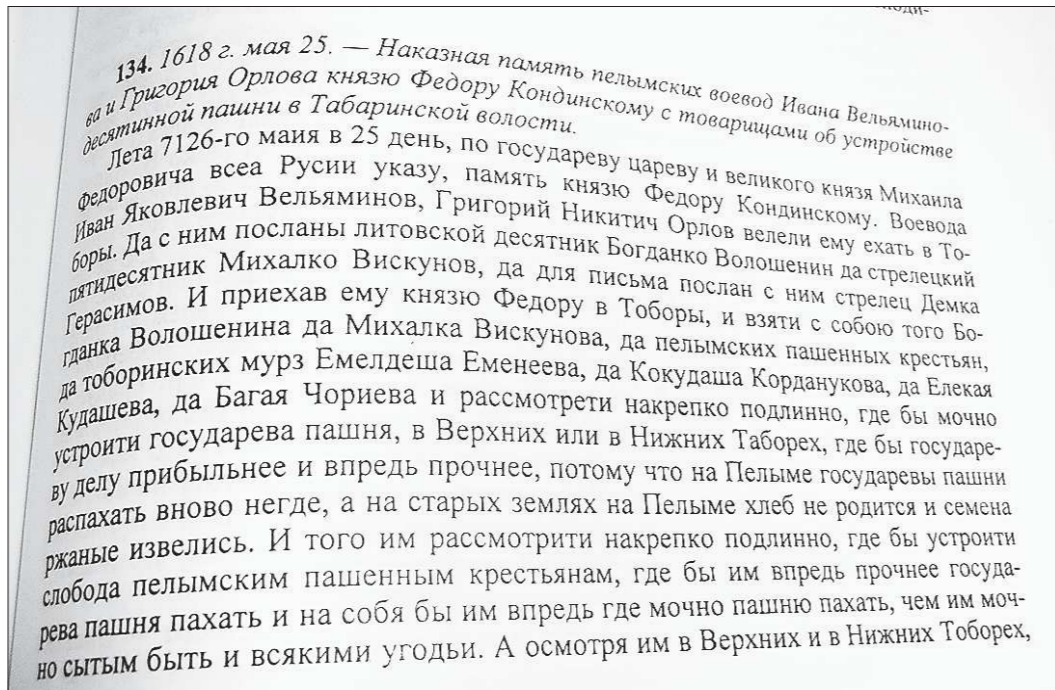 оди-
134. 1618 г. мая 25. — Наказная память пелымских воевод Ивана Вельямино-
ва и Григория Орлова князю Федору Кондинскому с товарищами об устройстве
десятинной пашни в Табаринской волости.
Лета 7126-го маия в 25 день, по государеву цареву и великого князя Михаила
Федоровича всеа Русии указу, память князю Федору Кондинскому. Воевода
Иван Яковлевич Вельяминов, Григорий Никитич Орлов велели ему ехать в То-
боры. Да с ним посланы литовской десятник Богданко Волошенин да стрелецкий
пятидесятник Михалко Вискунов, да для письма послан с ним стрелец Демка
Герасимов. И приехав ему князю Федору в Тоборы, и взяти с собою того Бо-
гданка Волошенина да Михалка Вискунова, да пелымских пашенных крестьян,
да тоборинских мурз Емелдеша Еменеева, да Кокудаша Корданукова, да Елекая
Кудашева, да Багая Чориева и рассмотрети накрепко подлинно, где бы мочно
устроити государева пашня, в Верхних или в Нижних Таборех, где бы государе-
ву делу прибыльнее и впредь прочнее, потому что на Пелыме государевы пашни
распахать вново негде, а на старых землях на Пелыме хлеб не родится и семена
ржаные извелись. И того им рассмотрити накрепко подлинно, где бы устроити
слобода пелымским пашенным крестьянам, где бы им впредь прочнее госуда-
рева пашня пахать и на собя бы им впредь где мочно пашню пахать, чем им моч-
но сытым быть и всякими угодьи. А осмотря им в Верхних и в Нижних Тоборех,